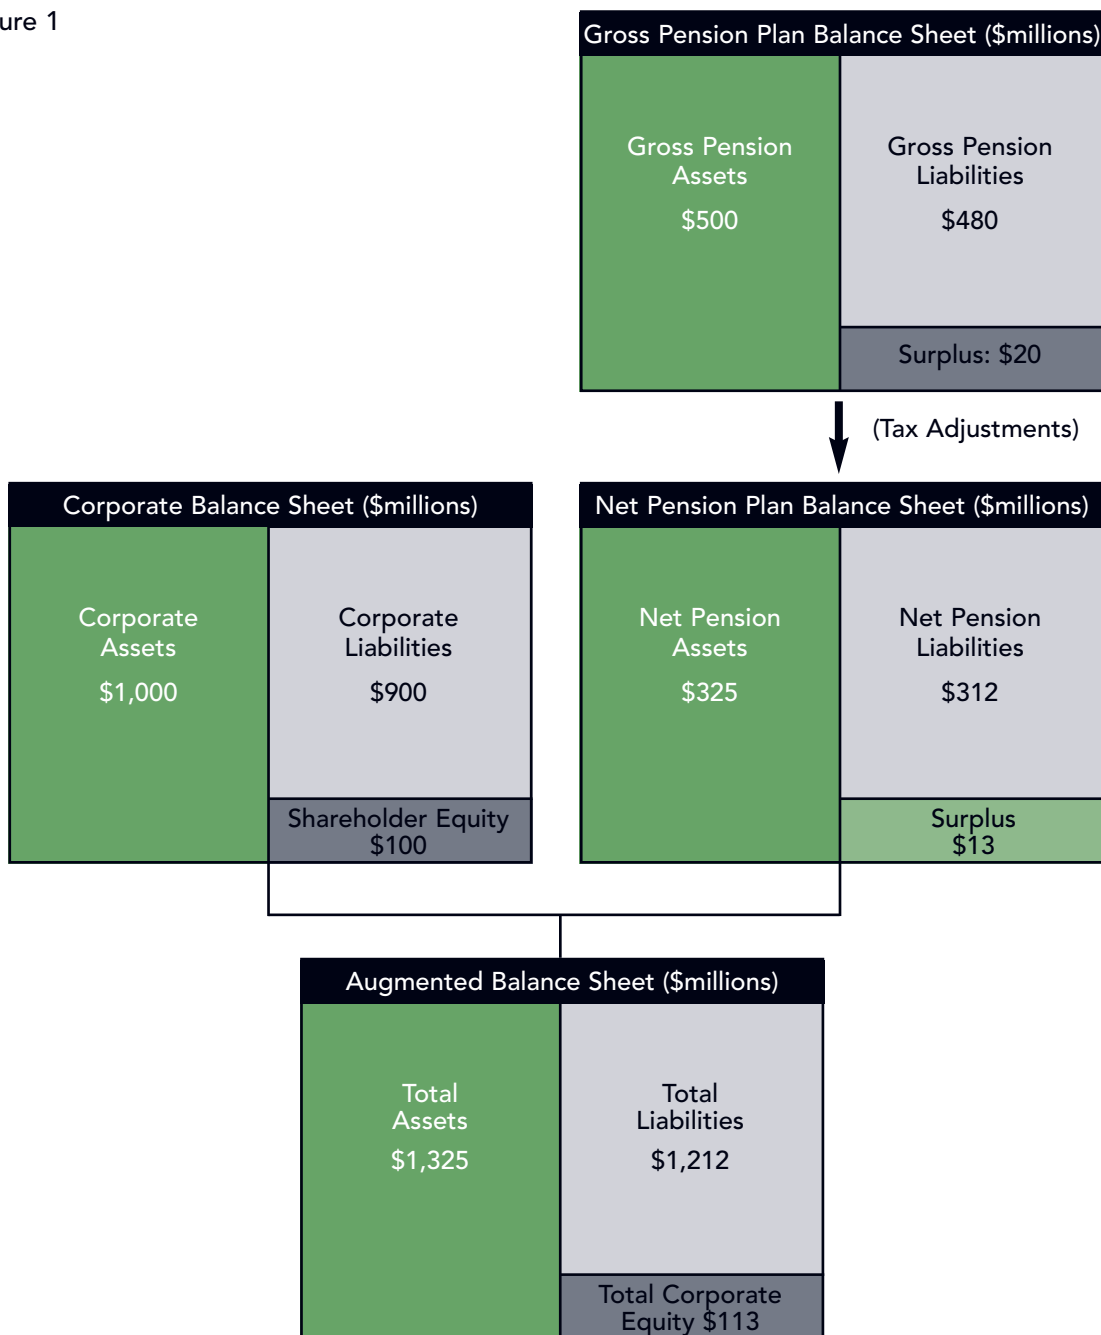 ure 1
Gross Pension Plan Balance Sheet ($millions)
Gross Pension
Assets
$500
Gross Pension
Liabilities
$480
Surplus: $20
(Tax Adjustments)
Corporate Balance Sheet ($millions)
Corporate
Assets
$1,000
Corporate
Liabilities
$900
Shareholder Equity
$100
Net Pension Plan Balance Sheet ($millions)
Net Pension
Assets
$325
Net Pension
Liabilities
$312
Surplus
$13
Augmented Balance Sheet ($millions)
Total
Assets
$1,325
Total
Liabilities
$1,212
Total Corporate
Equity $113